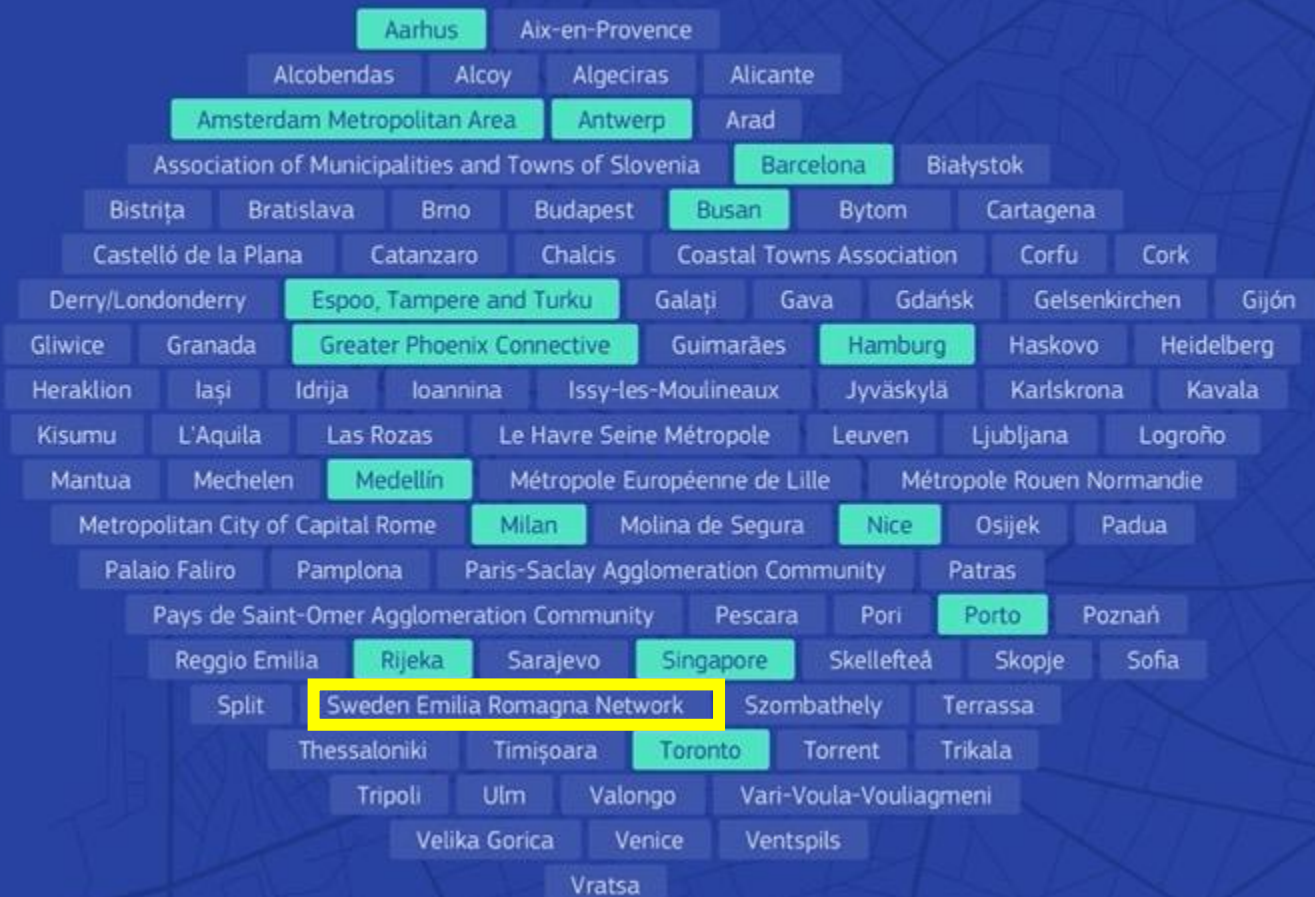 Aarhus Aix-en-Provence
Alcobendas Alcoy Algeciras Alicante
Amsterdam Metropolitan Area Antwerp Arad
Association of Municipalities and Towns of Slovenia Barcelona Białystok
Bistrița Bratislava Brno Budapest Busan Bytom Cartagena
Castelló de la Plana Catanzaro Chalcis Coastal Towns Association Corfu Cork
Derry/Londonderry Espoo, Tampere and Turku Galați Gava Gdańsk Gelsenkirchen Gijón
Gliwice Granada Greater Phoenix Connective Guimarães Hamburg Haskovo Heidelberg
Heraklion Iași Idrija Ioannina Issy-les-Moulineaux Jyväskylä Karlskrona Kavala
Kisumu L'Aquila Las Rozas Le Havre Seine Métropole Leuven Ljubljana Logroño
Mantua Mechelen Medellín Métropole Européenne de Lille Métropole Rouen Normandie
Metropolitan City of Capital Rome Milan Molina de Segura Nice Osijek Padua
Palaio Faliro Pamplona Paris-Saclay Agglomeration Community Patras
Pays de Saint-Omer Agglomeration Community Pescara Pori Porto Poznań
Reggio Emilia Rijeka Sarajevo Singapore Skellefteå Skopje Sofia
Split Sweden Emilia Romagna Network Szombathely Terrassa
Thessaloniki Timișoara Toronto Torrent Trikala
Tripoli Ulm Valongo Vari-Voula-Vouliagmeni
Velika Gorica Venice Ventspils
Vratsa